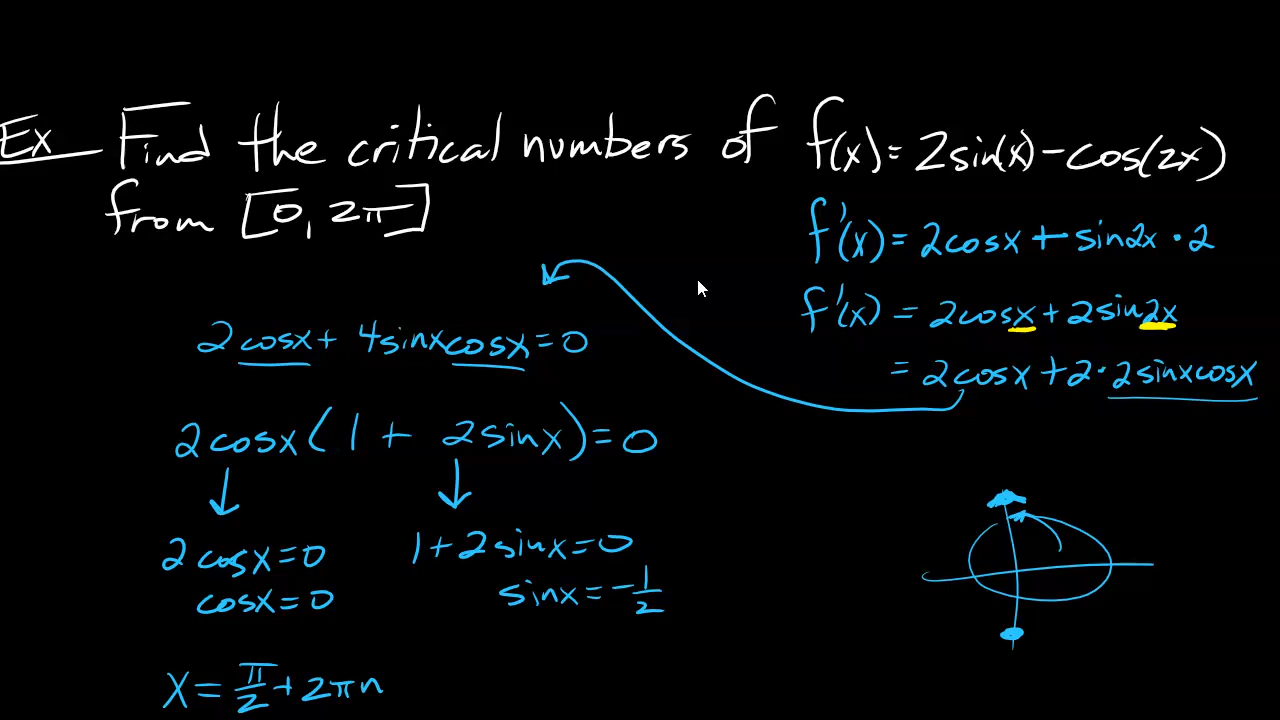 Ex Find the critical numbers of f(x) = 2sin(x) - cos(2x)
from [0, 2π]
f'(x) = 2cosx + sin2x · 2
f'(x) = 2cosx + 2sin2x
= 2cosx + 2 · 2sinxcosx
2cosx + 4sinxcosx = 0
2cosx(1 + 2sinx) = 0
2cosx = 0
cosx = 0
1 + 2sinx = 0
sinx = -1/2
x = π/2 + 2πn